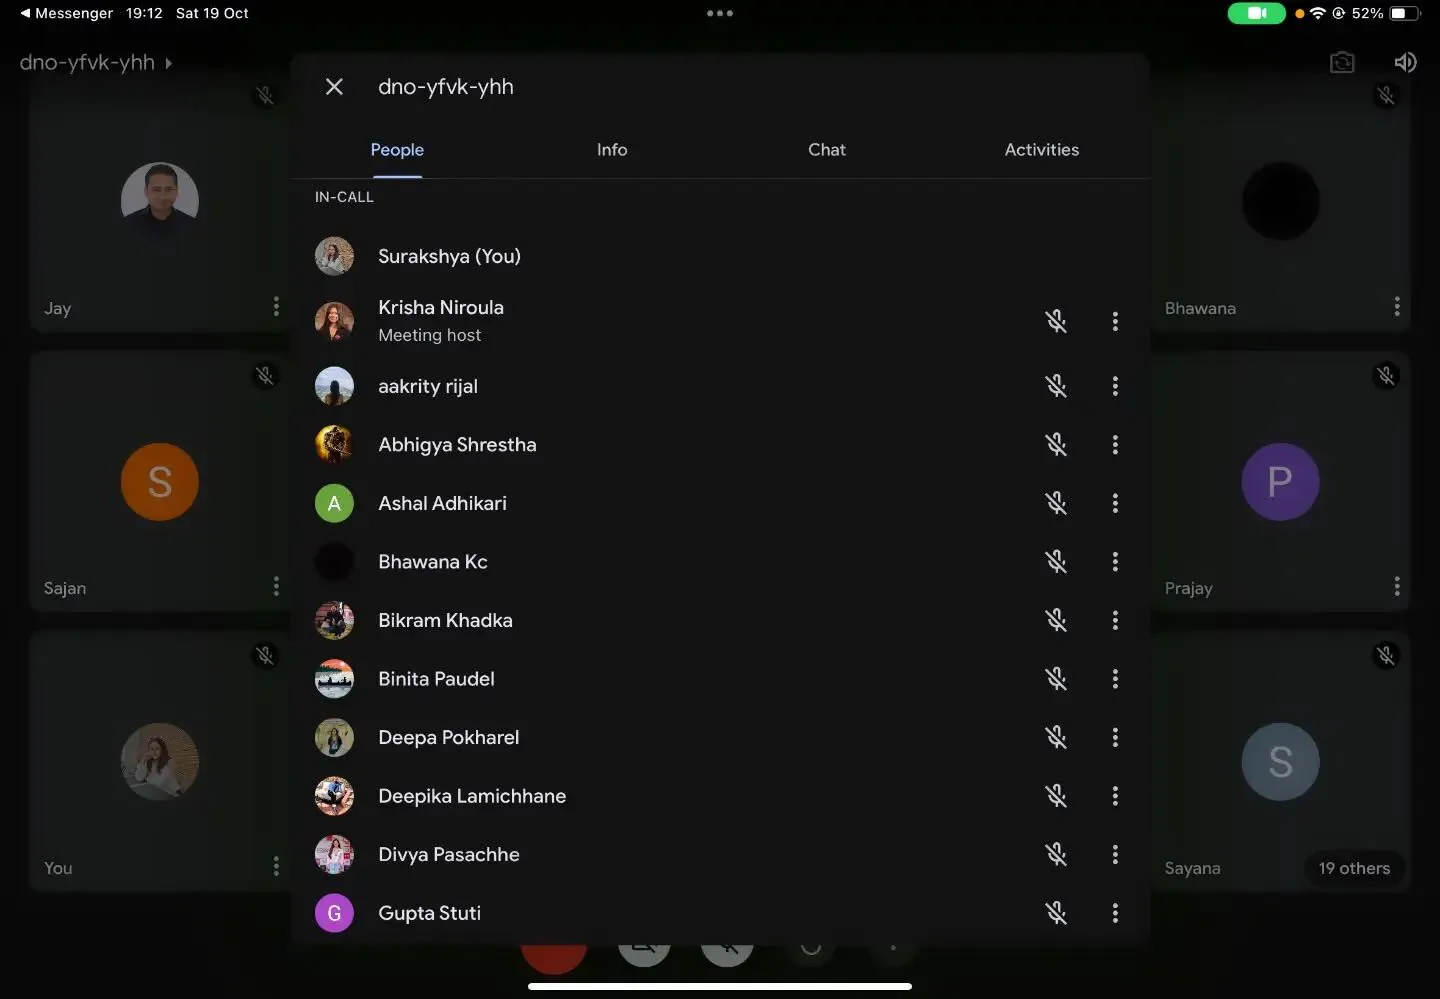 Messenger 19:12 Sat 19 Oct
52%
dno-yfvk-yhh
dno-yfvk-yhh
People Info Chat Activities
IN-CALL
Surakshya (You)
Krisha Niroula
Meeting host
aakrity rijal
Abhigya Shrestha
A Ashal Adhikari
Bhawana Kc
Bikram Khadka
Binita Paudel
Deepa Pokharel
Deepika Lamichhane
Divya Pasachhe
G Gupta Stuti
Jay
S
Sajan
You
Bhawana
P
Prajay
S
Sayana
19 others